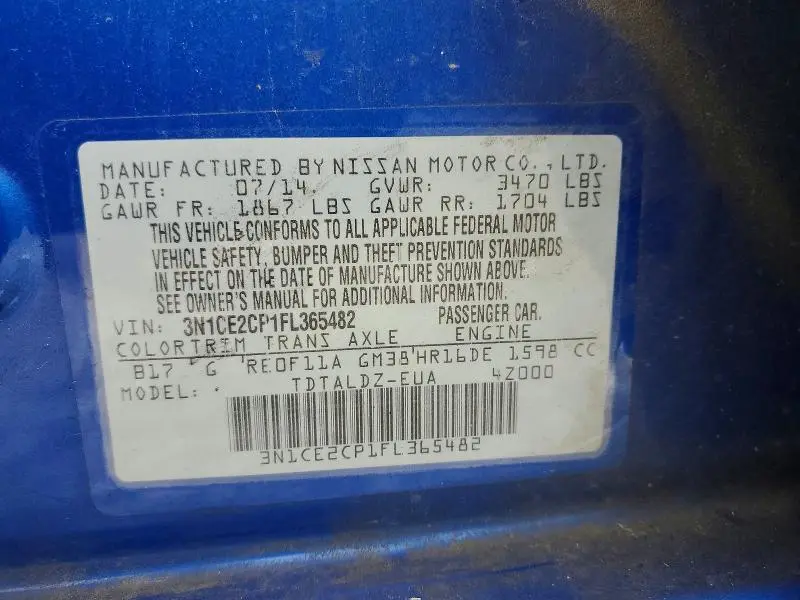 MANUFACTURED BY NISSAN MOTOR CO., LTD.
DATE: 07/14 GVWR: 3470 LBS
GAWR FR: 1867 LBS GAWR RR: 1704 LBS
THIS VEHICLE CONFORMS TO ALL APPLICABLE FEDERAL MOTOR
VEHICLE SAFETY, BUMPER AND THEFT PREVENTION STANDARDS
IN EFFECT ON THE DATE OF MANUFACTURE SHOWN ABOVE.
SEE OWNER'S MANUAL FOR ADDITIONAL INFORMATION.
VIN: 3N1CE2CP1FL365482 PASSENGER CAR.
COLOR TRIM TRANS AXLE ENGINE
B17 G RE0F11A GM38 HR16DE 1598 CC
MODEL: TDTALDZ-EUA 4Z000
3N1CE2CP1FL365482